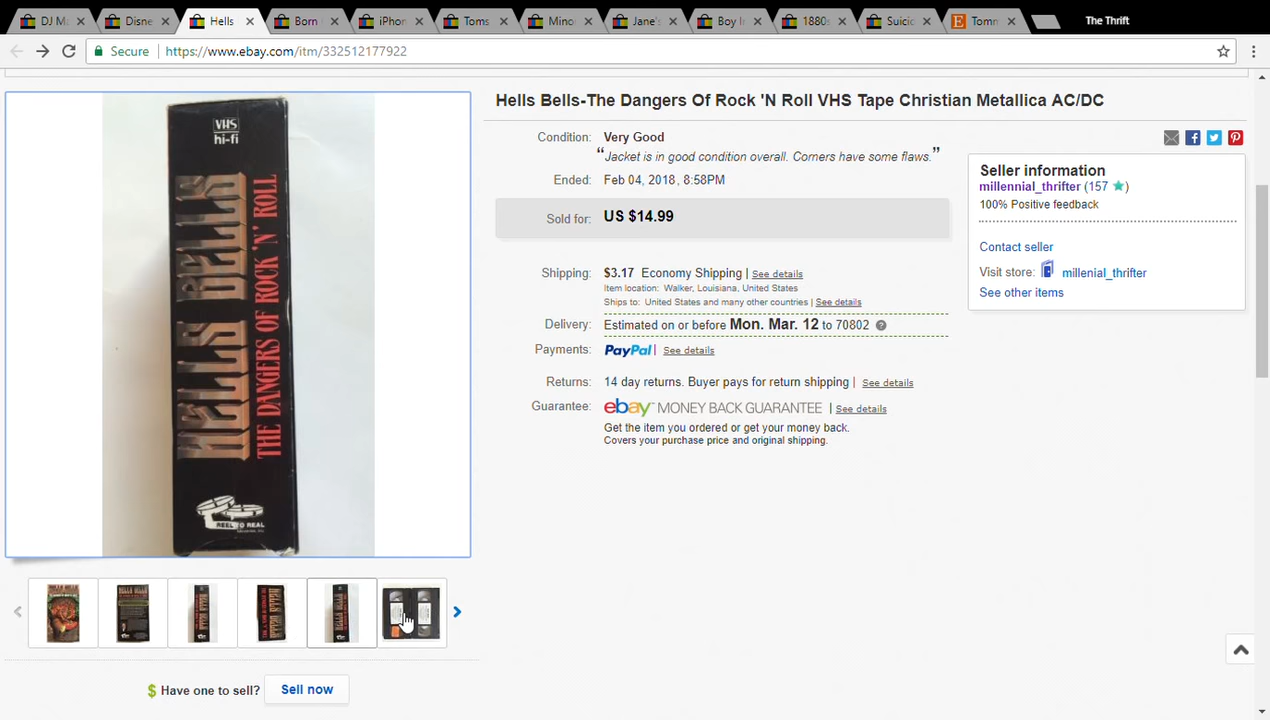 DJ M
Disne
Hells
Born
iPhon
Toms
Mino
Jane's
Boy I
1880s
Suicid
Tomm
The Thrift
Secure
https://www.ebay.com/itm/332512177922
Hells Bells-The Dangers Of Rock 'N Roll VHS Tape Christian Metallica AC/DC
Condition: Very Good
“Jacket is in good condition overall. Corners have some flaws.”
Ended: Feb 04, 2018, 8:58PM
Sold for: US $14.99
Shipping: $3.17 Economy Shipping | See details
Item location: Walker, Louisiana, United States
Ships to: United States and many other countries | See details
Delivery: Estimated on or before Mon. Mar. 12 to 70802
Payments: PayPal | See details
Returns: 14 day returns. Buyer pays for return shipping | See details
Guarantee: ebay MONEY BACK GUARANTEE | See details
Get the item you ordered or get your money back.
Covers your purchase price and original shipping.
Seller information
millennial_thrifter (157 )
100% Positive feedback
Contact seller
Visit store: millenial_thrifter
See other items
VHS
hi-fi
HELLS BELLS
THE DANGERS OF ROCK 'N' ROLL
REEL TO REAL
$ Have one to sell? Sell now